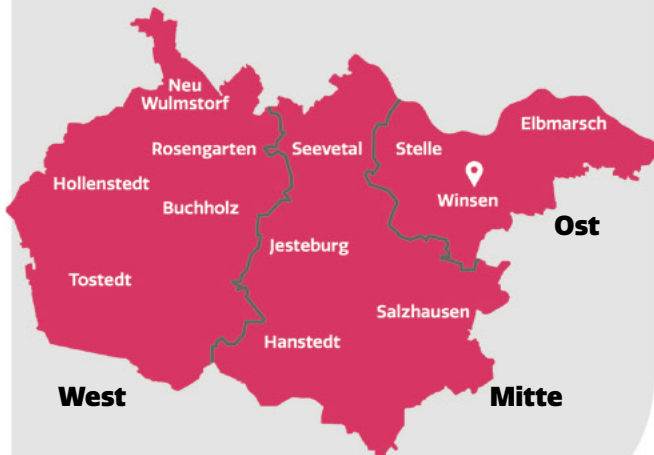 Neu
Wulmstorf
Elbmarsch
Rosengarten
Seevetal
Stelle
Hollenstedt
Buchholz
Winsen
Ost
Jesteburg
Tostedt
Salzhausen
Hanstedt
West
Mitte